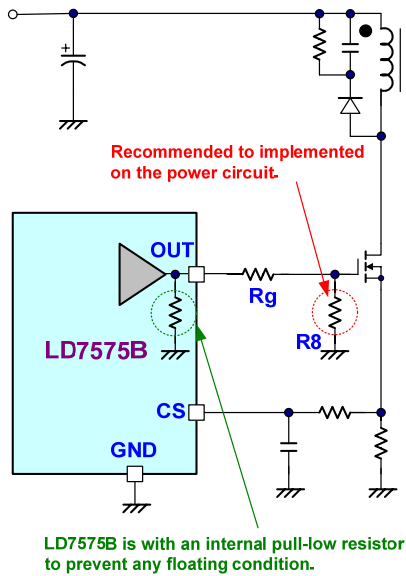 Recommended to implemented
on the power circuit.
OUT
Rg
R8
LD7575B
CS
GND
LD7575B is with an internal pull-low resistor
to prevent any floating condition.